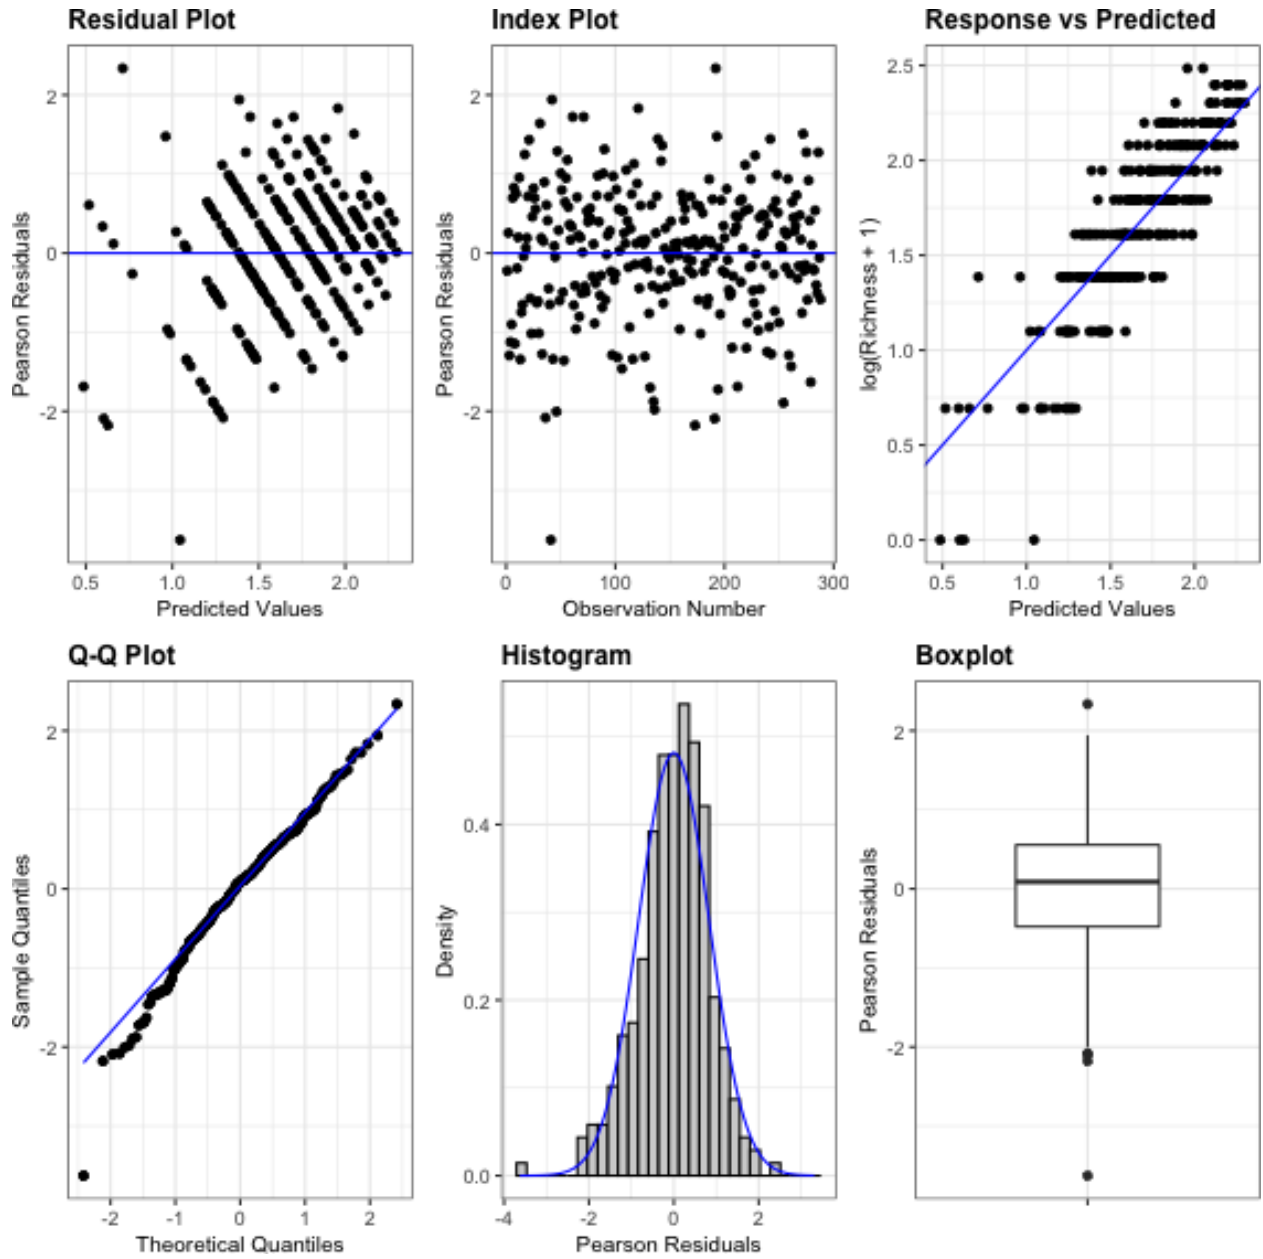 Residual Plot
2
0
-2
Pearson Residuals
0.5 1.0 1.5 2.0
Predicted Values
Index Plot
2
0
-2
Pearson Residuals
0 100 200 300
Observation Number
Response vs Predicted
2.5
2.0
1.5
1.0
0.5
0.0
log(Richness + 1)
0.5 1.0 1.5 2.0
Predicted Values
Q-Q Plot
2
0
-2
Sample Quantiles
-2 -1 0 1 2
Theoretical Quantiles
Histogram
0.4
0.2
0.0
Density
-4 -2 0 2
Pearson Residuals
Boxplot
2
0
-2
Pearson Residuals